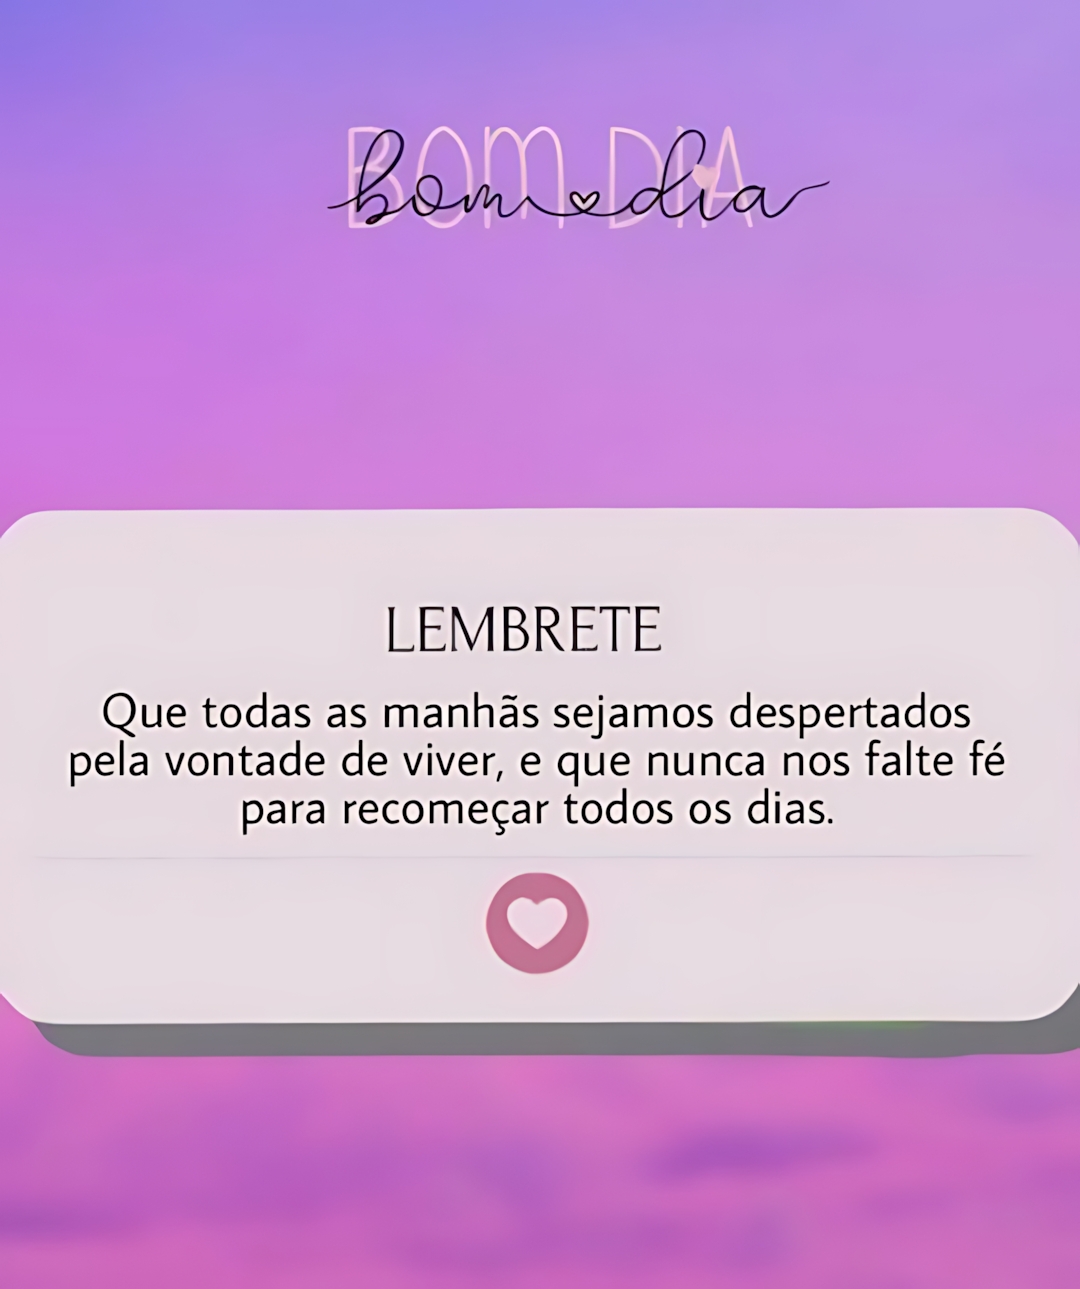 BOM DIA
bom dia
LEMBRETE
Que todas as manhãs sejamos despertados
pela vontade de viver, e que nunca nos falte fé
para recomeçar todos os dias.